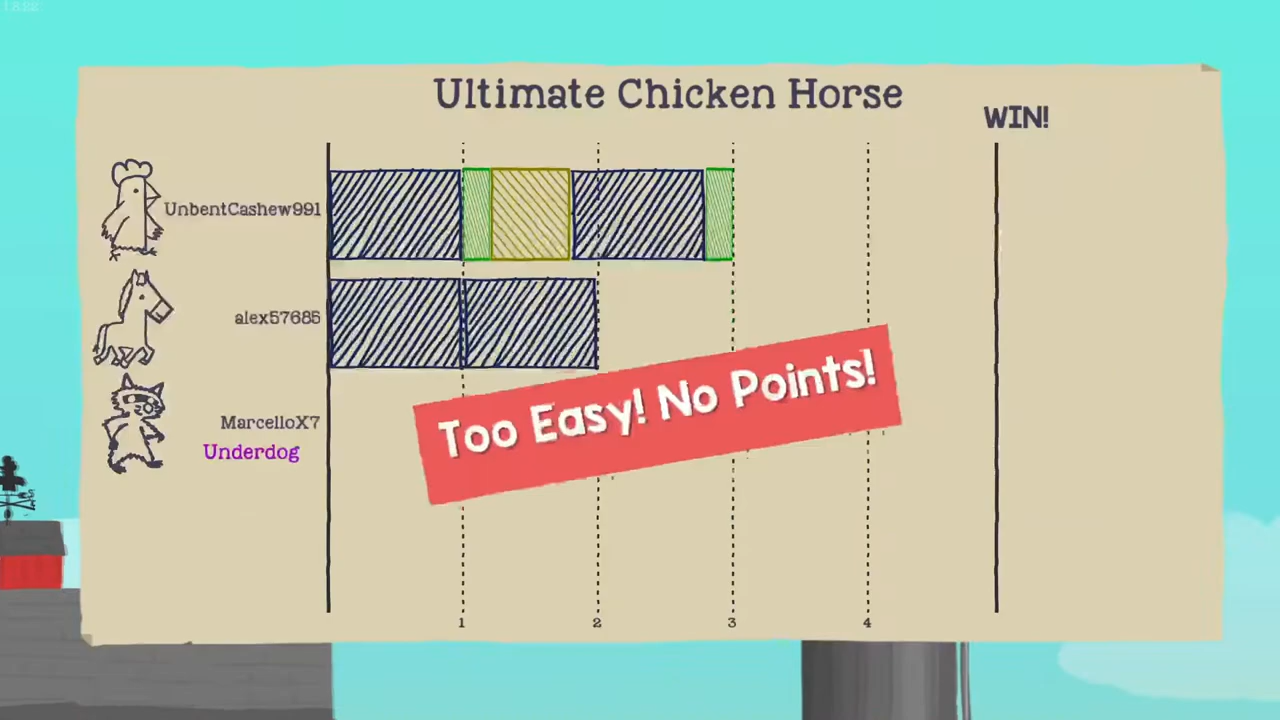 Ultimate Chicken Horse
WIN!
UnbentCashew991
alex57685
MarcelloX7
Underdog
Too Easy! No Points!
1 2 3 4